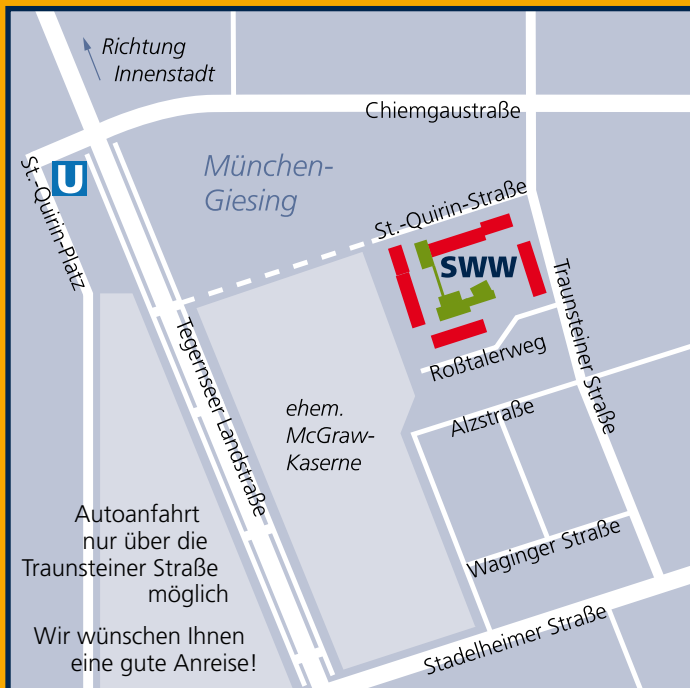 Richtung
Innenstadt
Chiemgaustraße
St.-Quirin-Platz
U
München-
Giesing
St.-Quirin-Straße
SWW
Traunsteiner Straße
Tegernseer Landstraße
Roßtalerweg
ehem.
McGraw-
Kaserne
Alzstraße
Autoanfahrt
nur über die
Traunsteiner Straße
möglich
Waginger Straße
Wir wünschen Ihnen
eine gute Anreise!
Stadelheimer Straße